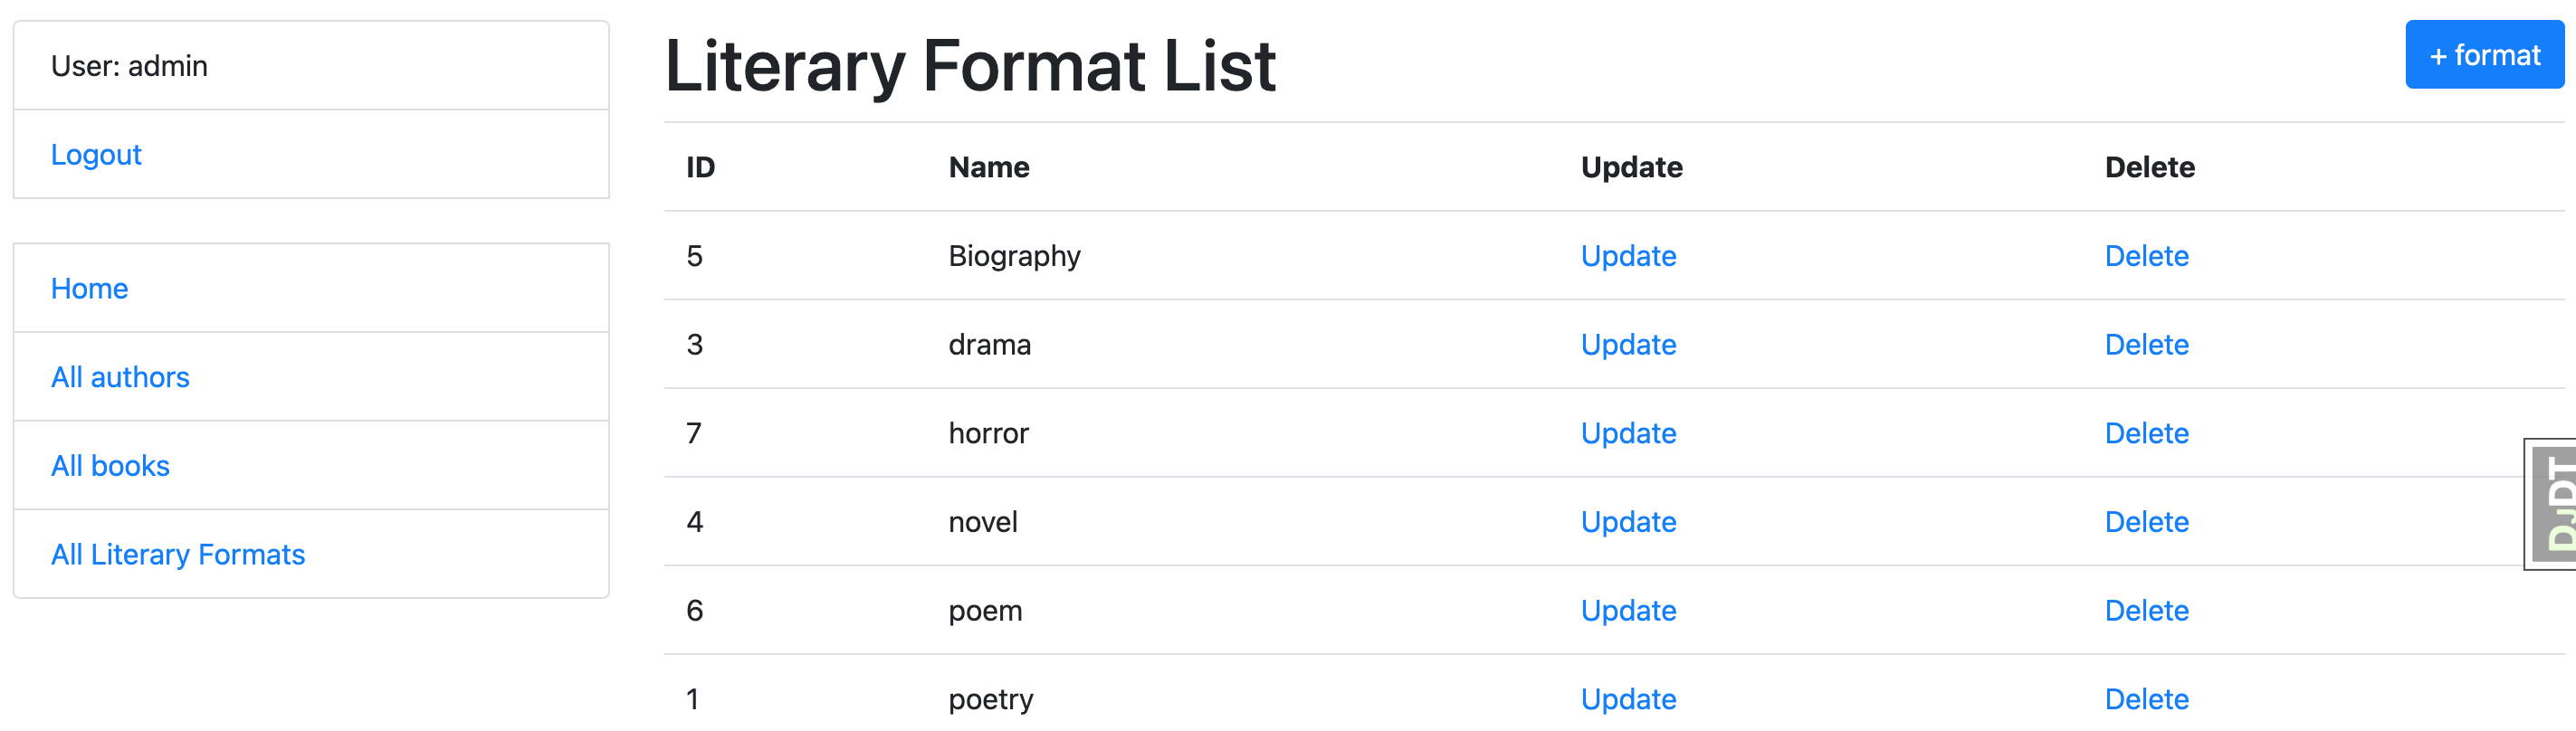 User: admin
Logout
Home
All authors
All books
All Literary Formats
Literary Format List
+ format
ID Name Update Delete
5 Biography Update Delete
3 drama Update Delete
7 horror Update Delete
4 novel Update Delete
6 poem Update Delete
1 poetry Update Delete
DJDT